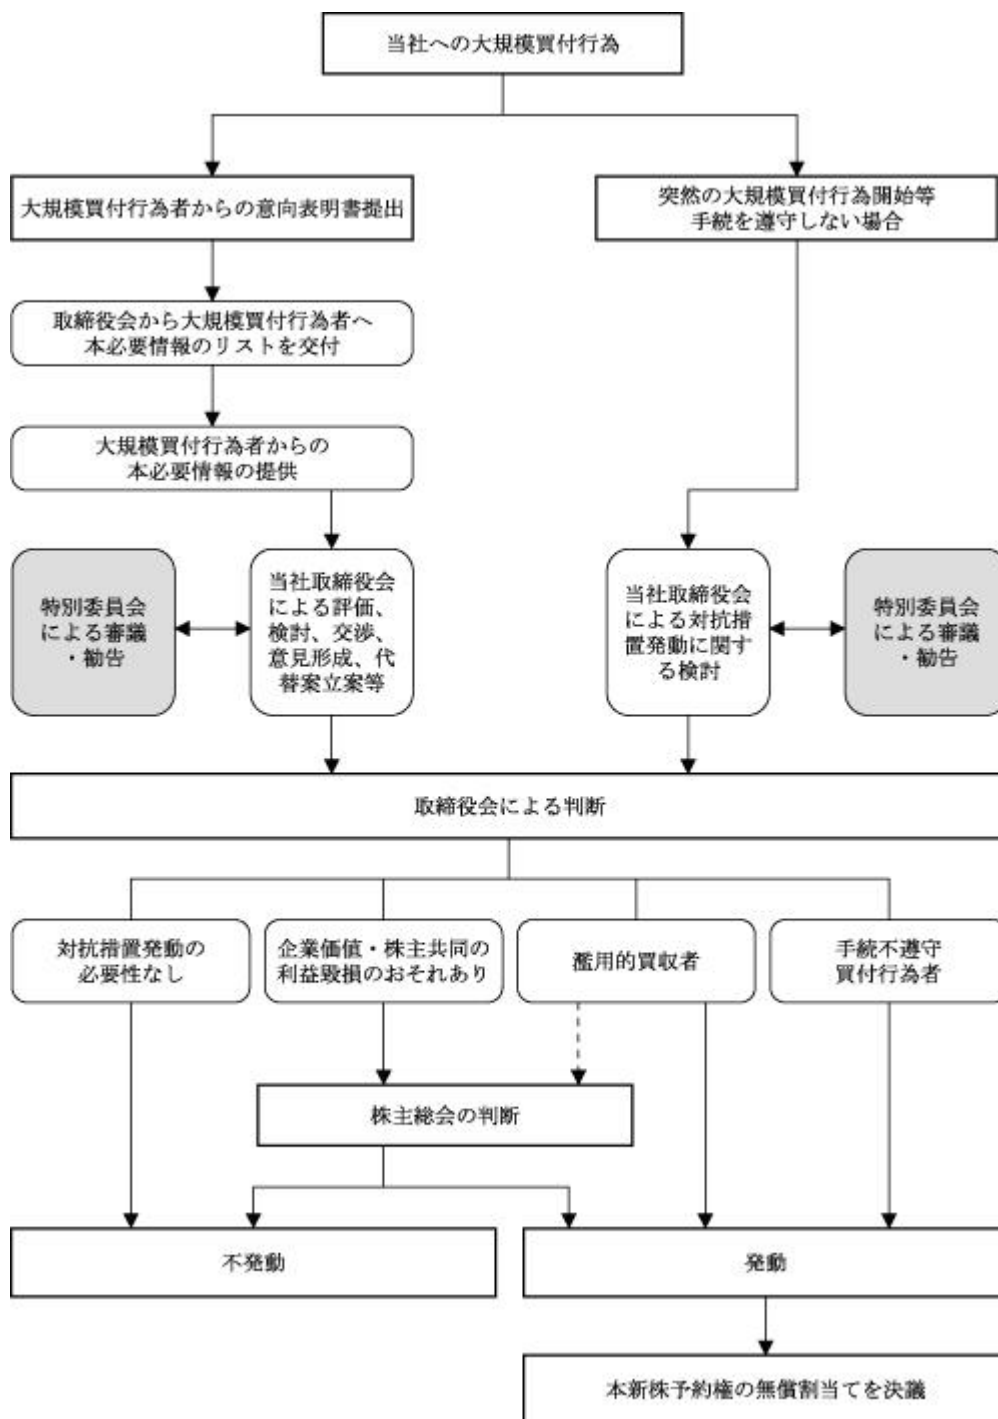 当社への大規模買付行為
大規模買付行為者からの意向表明書提出
突然の大規模買付行為開始等
手続を遵守しない場合
取締役会から大規模買付行為者へ
本必要情報のリストを交付
大規模買付行為者からの
本必要情報の提供
特別委員会
による審議
・勧告
当社取締役会
による評価、
検討、交渉、
意見形成、代
替案立案等
当社取締役会
による対抗措
置発動に関す
る検討
特別委員会
による審議
・勧告
取締役会による判断
対抗措置発動の
必要性なし
企業価値・株主共同の
利益毀損のおそれあり
濫用的買収者
手続不遵守
買付行為者
株主総会の判断
不発動
発動
本新株予約権の無償割当てを決議